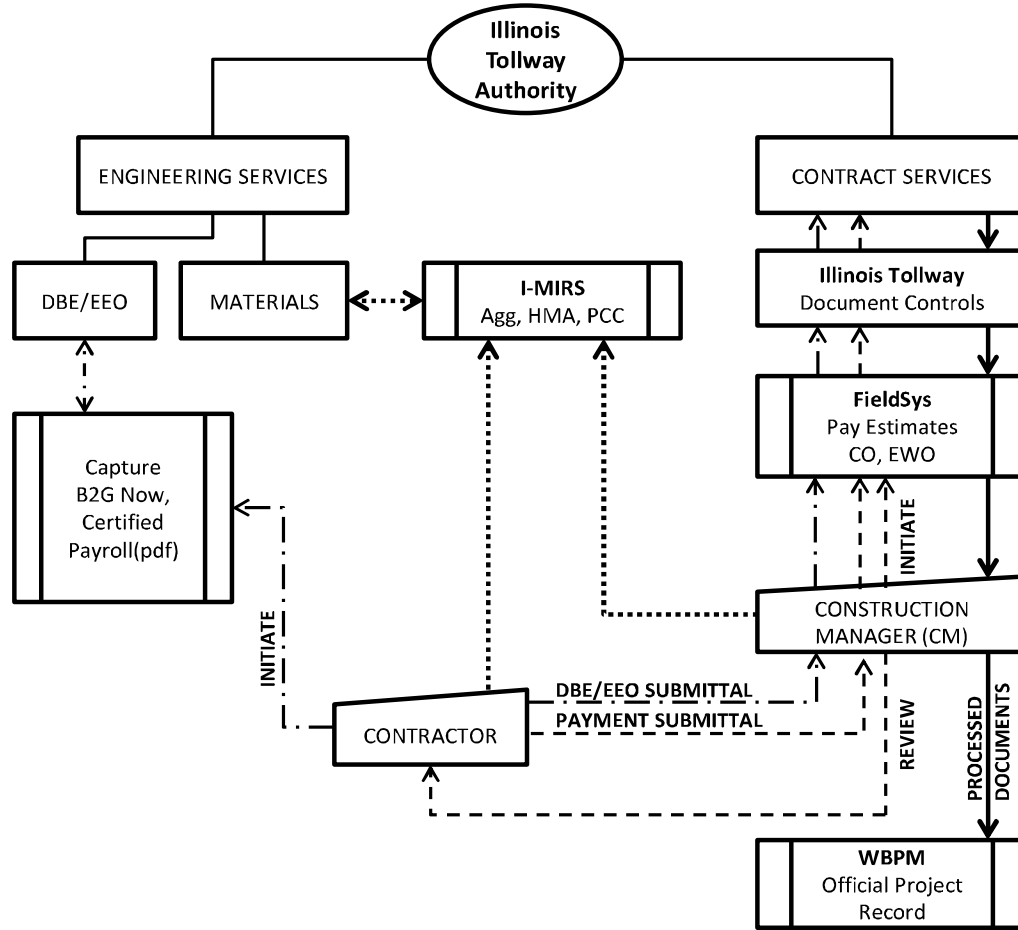 Illinois
Tollway
Authority
ENGINEERING SERVICES
CONTRACT SERVICES
DBE/EEO
MATERIALS
I-MIRS
Agg, HMA, PCC
Illinois Tollway
Document Controls
FieldSys
Pay Estimates
CO, EWO
Capture
B2G Now,
Certified
Payroll(pdf)
INITIATE
CONSTRUCTION
MANAGER (CM)
INITIATE
DBE/EEO SUBMITTAL
PAYMENT SUBMITTAL
CONTRACTOR
REVIEW
PROCESSED
DOCUMENTS
WBPM
Official Project
Record